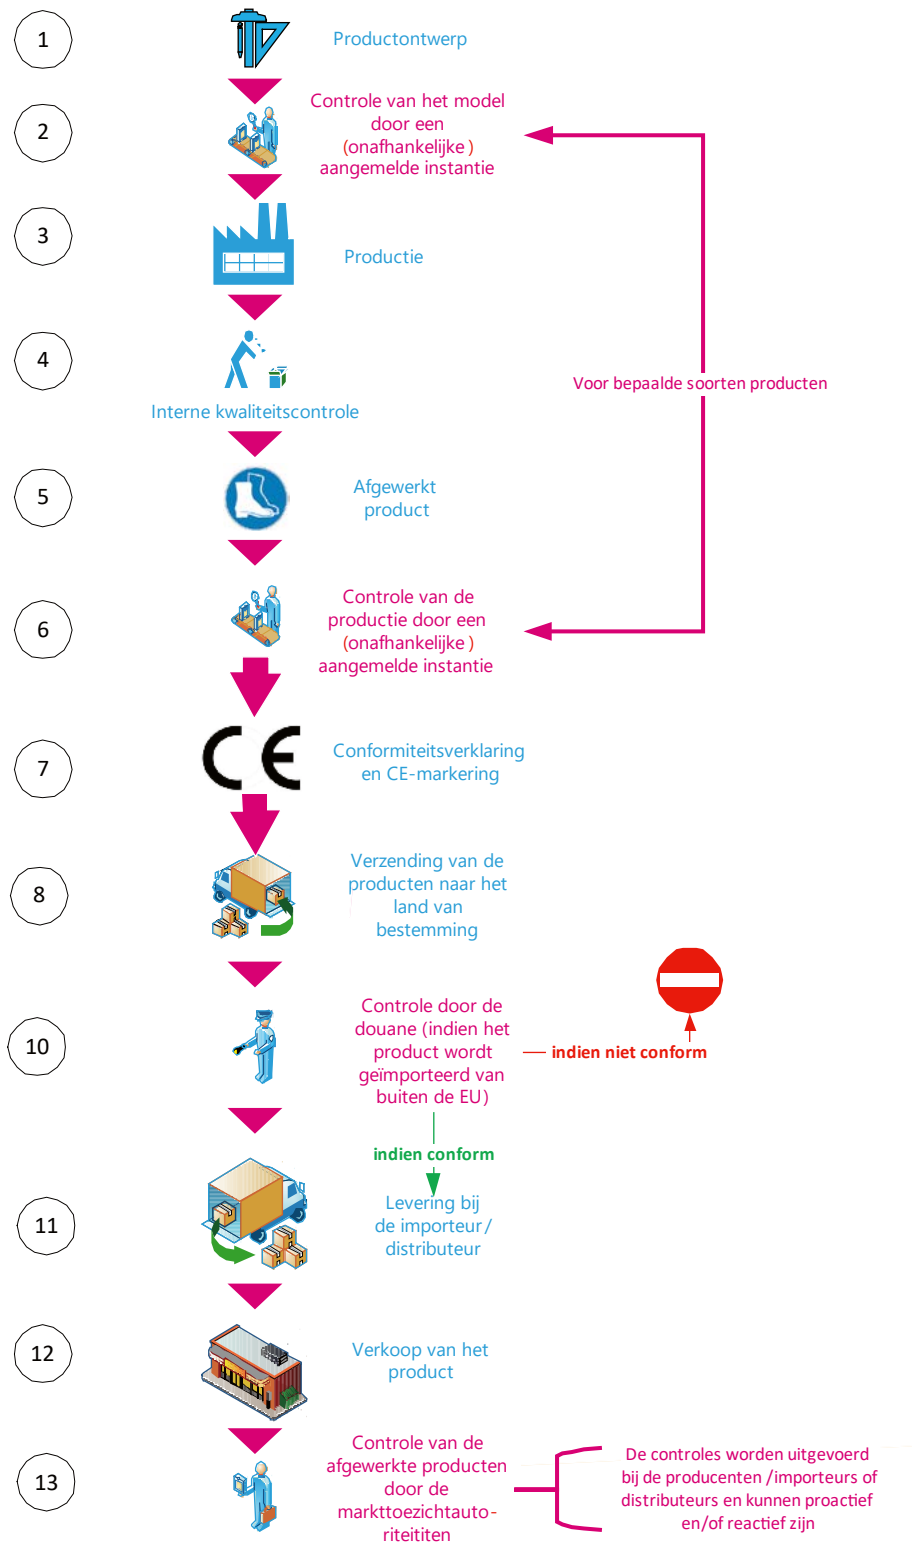 1
Productontwerp
2
Controle van het model
door een
(onafhankelijke )
aangemelde instantie
3
Productie
4
Voor bepaalde soorten producten
Interne kwaliteitscontrole
5
Afgewerkt
product
6
Controle van de
productie door een
(onafhankelijke )
aangemelde instantie
7
CE
Conformiteitsverklaring
en CE-markering
8
Verzending van de
producten naar het
land van
bestemming
10
Controle door de
douane (indien het
product wordt
geïmporteerd van
buiten de EU)
indien niet conform
indien conform
11
Levering bij
de importeur /
distributeur
12
Verkoop van het
product
13
Controle van de
afgewerkte producten
door de
markttoezichtauto-
riteititen
De controles worden uitgevoerd
bij de producenten /importeurs of
distributeurs en kunnen proactief
en/of reactief zijn